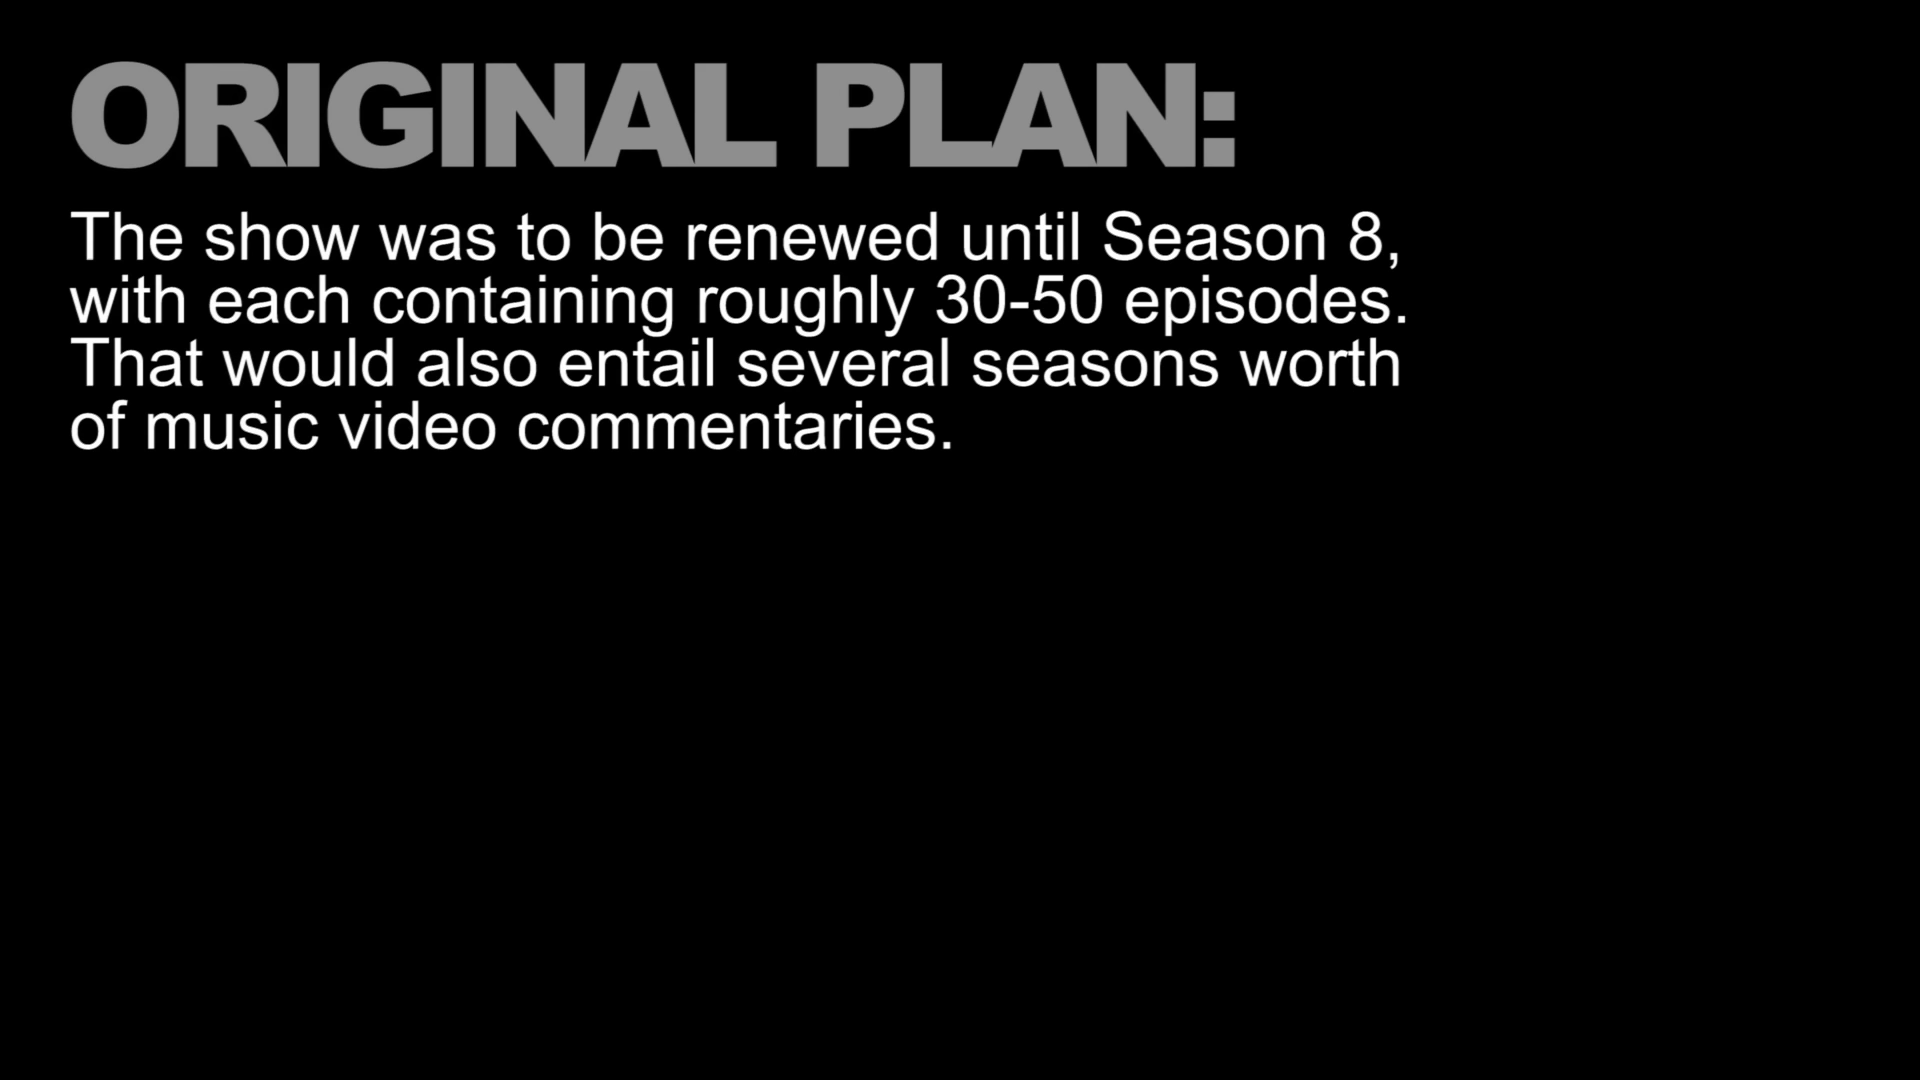 ORIGINAL PLAN:
The show was to be renewed until Season 8,
with each containing roughly 30-50 episodes.
That would also entail several seasons worth
of music video commentaries.